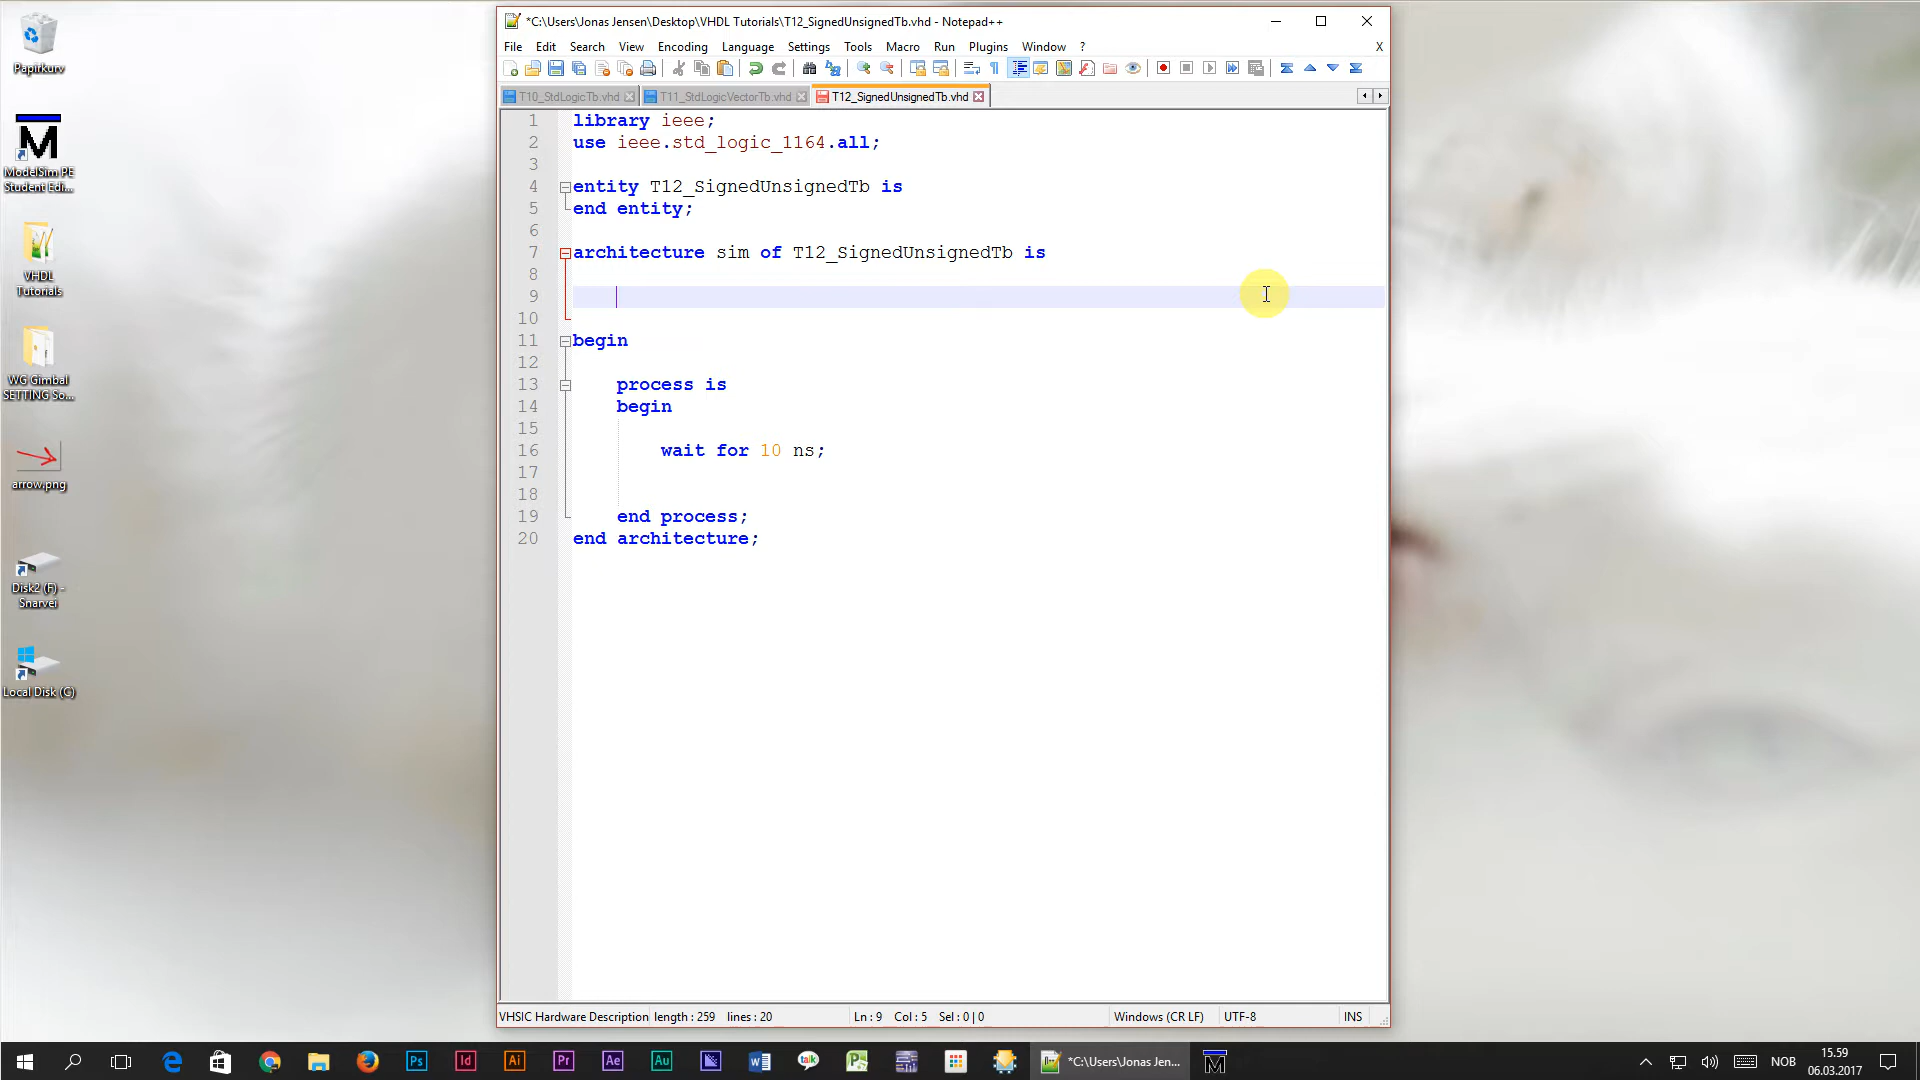 Papirkurv
ModelSim PE
Student Edi...
VHDL
Tutorials
WG Gimbal
SETTING So...
arrow.png
Disk2 (F) -
Snarvei
Local Disk (C)
*C:\Users\Jonas Jensen\Desktop\VHDL Tutorials\T12_SignedUnsignedTb.vhd - Notepad++
File Edit Search View Encoding Language Settings Tools Macro Run Plugins Window ? X
T10_StdLogicTb.vhd T11_StdLogicVectorTb.vhd T12_SignedUnsignedTb.vhd
1 library ieee;
2 use ieee.std_logic_1164.all;
3
4 entity T12_SignedUnsignedTb is
5 end entity;
6
7 architecture sim of T12_SignedUnsignedTb is
8
9
10
11 begin
12
13 process is
14 begin
15
16 wait for 10 ns;
17
18
19 end process;
20 end architecture;
VHSIC Hardware Description length : 259 lines : 20 Ln : 9 Col : 5 Sel : 0 | 0 Windows (CR LF) UTF-8 INS
*C:\Users\Jonas Jen...
NOB
15.59
06.03.2017